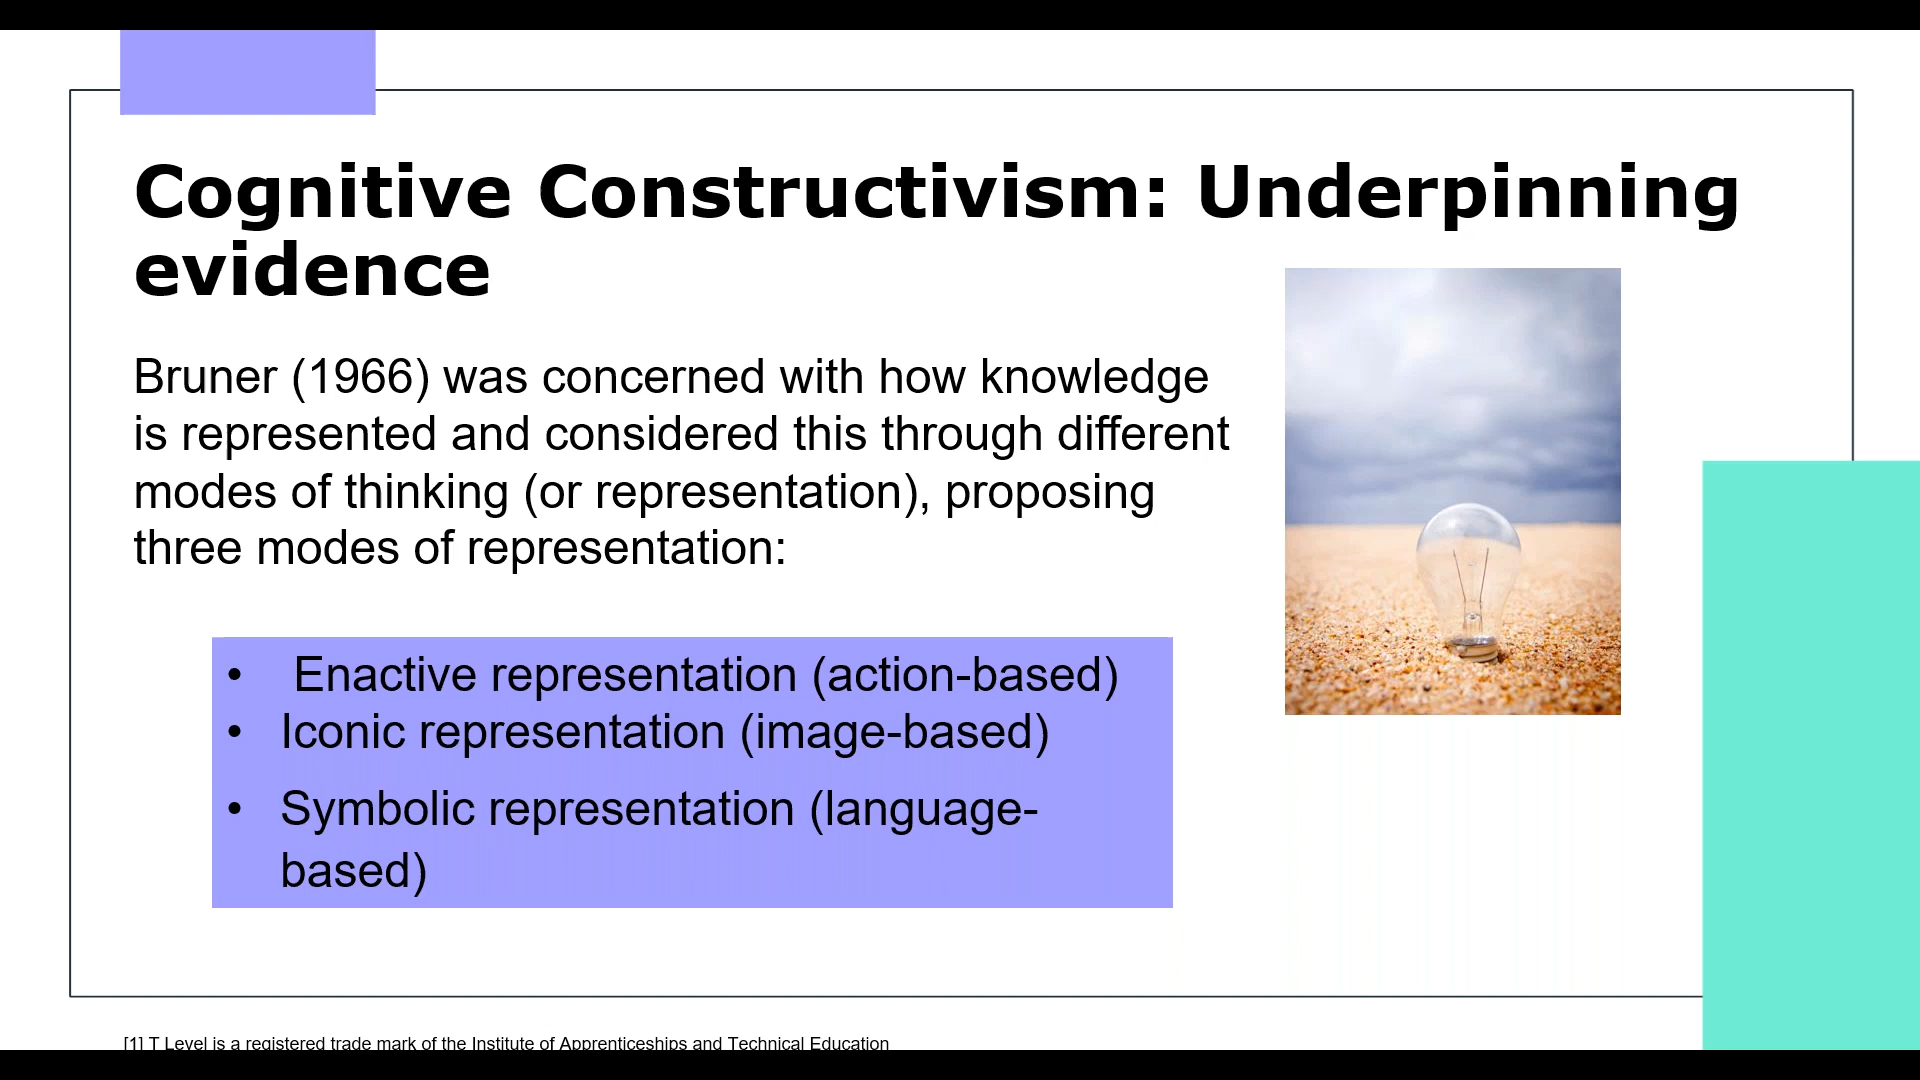 Cognitive Constructivism: Underpinning
evidence
Bruner (1966) was concerned with how knowledge
is represented and considered this through different
modes of thinking (or representation), proposing
three modes of representation:
• Enactive representation (action-based)
• Iconic representation (image-based)
• Symbolic representation (language-
based)
[1] T Level is a registered trade mark of the Institute of Apprenticeships and Technical Education